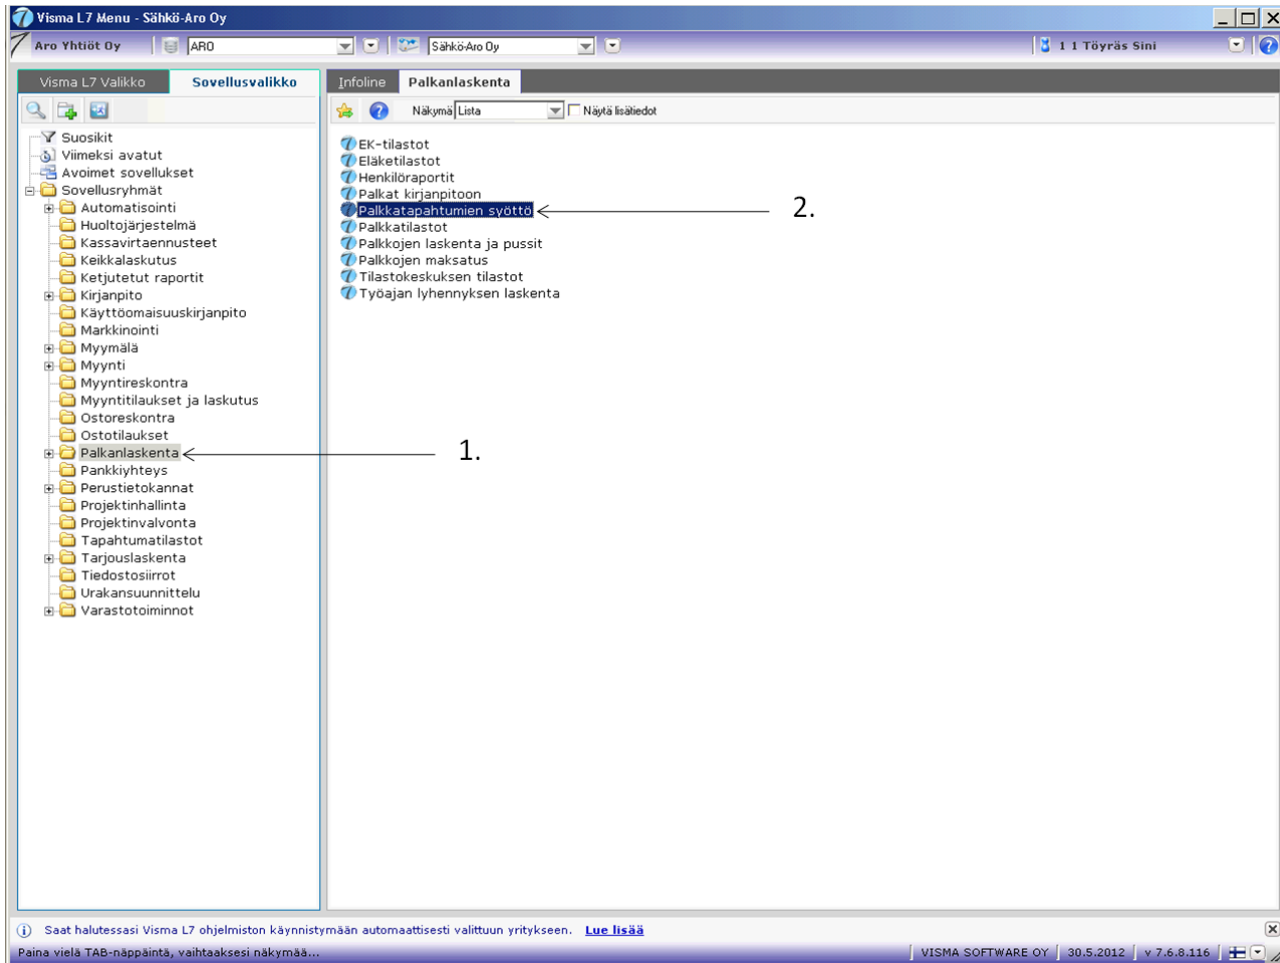 Visma L7 Menu - Sähkö-Aro Oy
Aro Yhtiöt Oy
ARO
Sähkö-Aro Oy
1 1 Töyräs Sini
Visma L7 Valikko
Sovellusvalikko
Infoline
Palkanlaskenta
Näkymä
Lista
Näytä lisätiedot
Suosikit
Viimeksi avatut
Avoimet sovellukset
Sovellusryhmät
Automatisointi
Huoltojärjestelmä
Kassavirtaennusteet
Keikkalaskutus
Ketjutetut raportit
Kirjanpito
Käyttöomaisuuskirjanpito
Markkinointi
Myymälä
Myynti
Myyntireskontra
Myyntitilaukset ja laskutus
Ostoreskontra
Ostotilaukset
Palkanlaskenta
Pankkiyhteys
Perustietokannat
Projektinhallinta
Projektinvalvonta
Tapahtumatilastot
Tarjouslaskenta
Tiedostosiirrot
Urakansuunnittelu
Varastotoiminnot
1.
EK-tilastot
Eläketilastot
Henkilöraportit
Palkat kirjanpitoon
Palkkatapahtumien syöttö
2.
Palkkatilastot
Palkkojen laskenta ja pussit
Palkkojen maksatus
Tilastokeskuksen tilastot
Työajan lyhennyksen laskenta
Saat halutessasi Visma L7 ohjelmiston käynnistymään automaattisesti valittuun yritykseen. Lue lisää
Paina vielä TAB-näppäintä, vaihtaaksesi näkymää...
VISMA SOFTWARE OY
30.5.2012
v 7.6.8.116